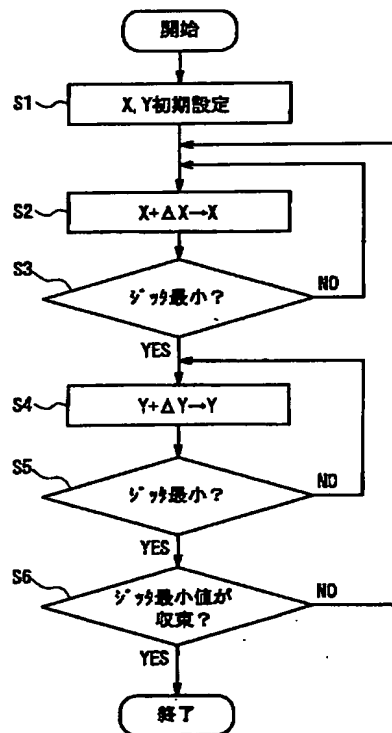 開始
S1
X,Y初期設定
S2
X+ΔX→X
S3
ｼﾞｯﾀ最小?
NO
YES
S4
Y+ΔY→Y
S5
ｼﾞｯﾀ最小?
NO
YES
S6
ｼﾞｯﾀ最小値が
収束?
NO
YES
終了